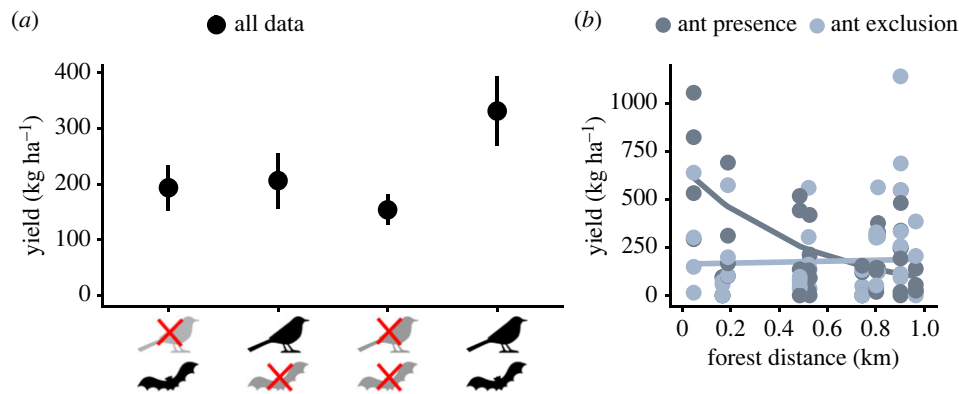 (a)
all data
400
300
200
100
0
yield (kg ha⁻¹)
(b)
ant presence
ant exclusion
1000
750
500
250
0
yield (kg ha⁻¹)
0 0.2 0.4 0.6 0.8 1.0
forest distance (km)